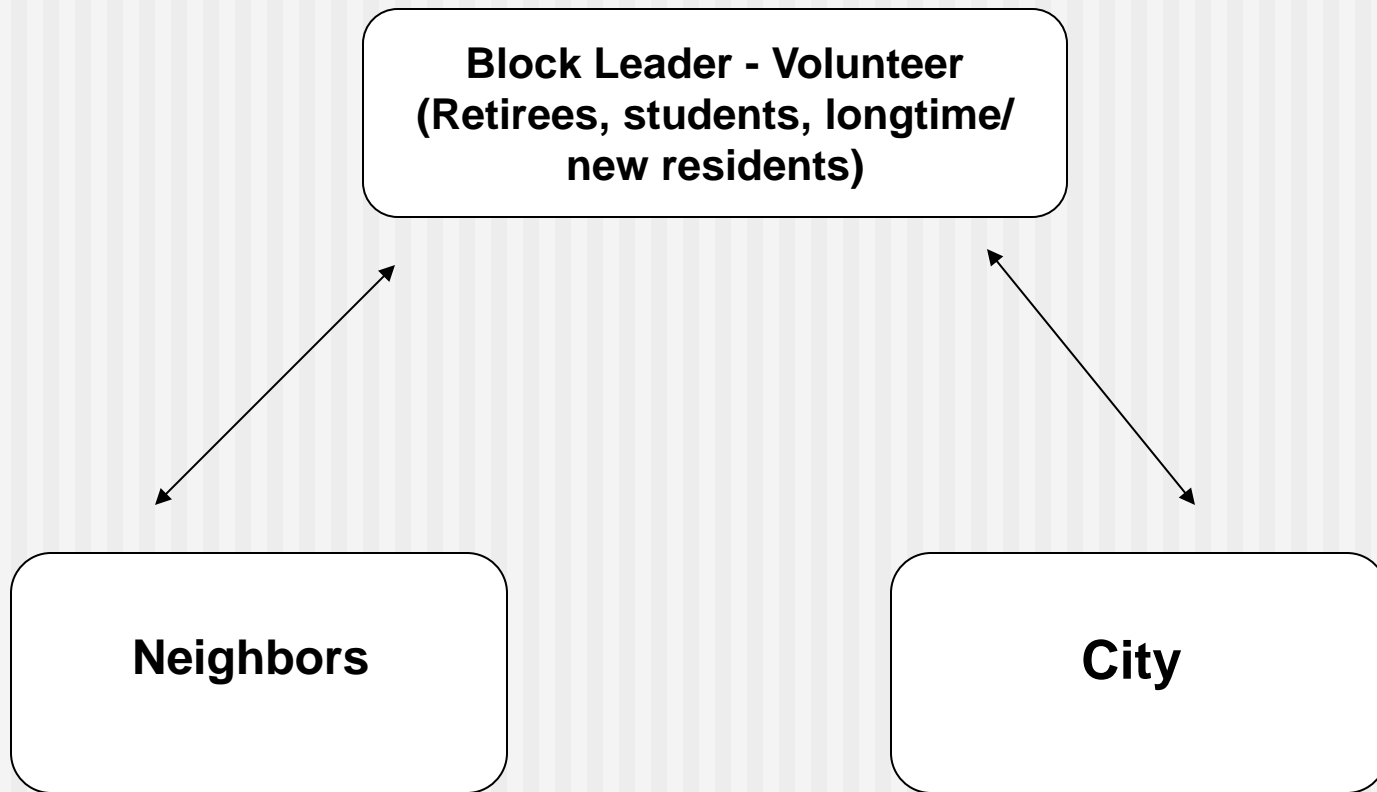 Block Leader - Volunteer
(Retirees, students, longtime/
new residents)
Neighbors
City